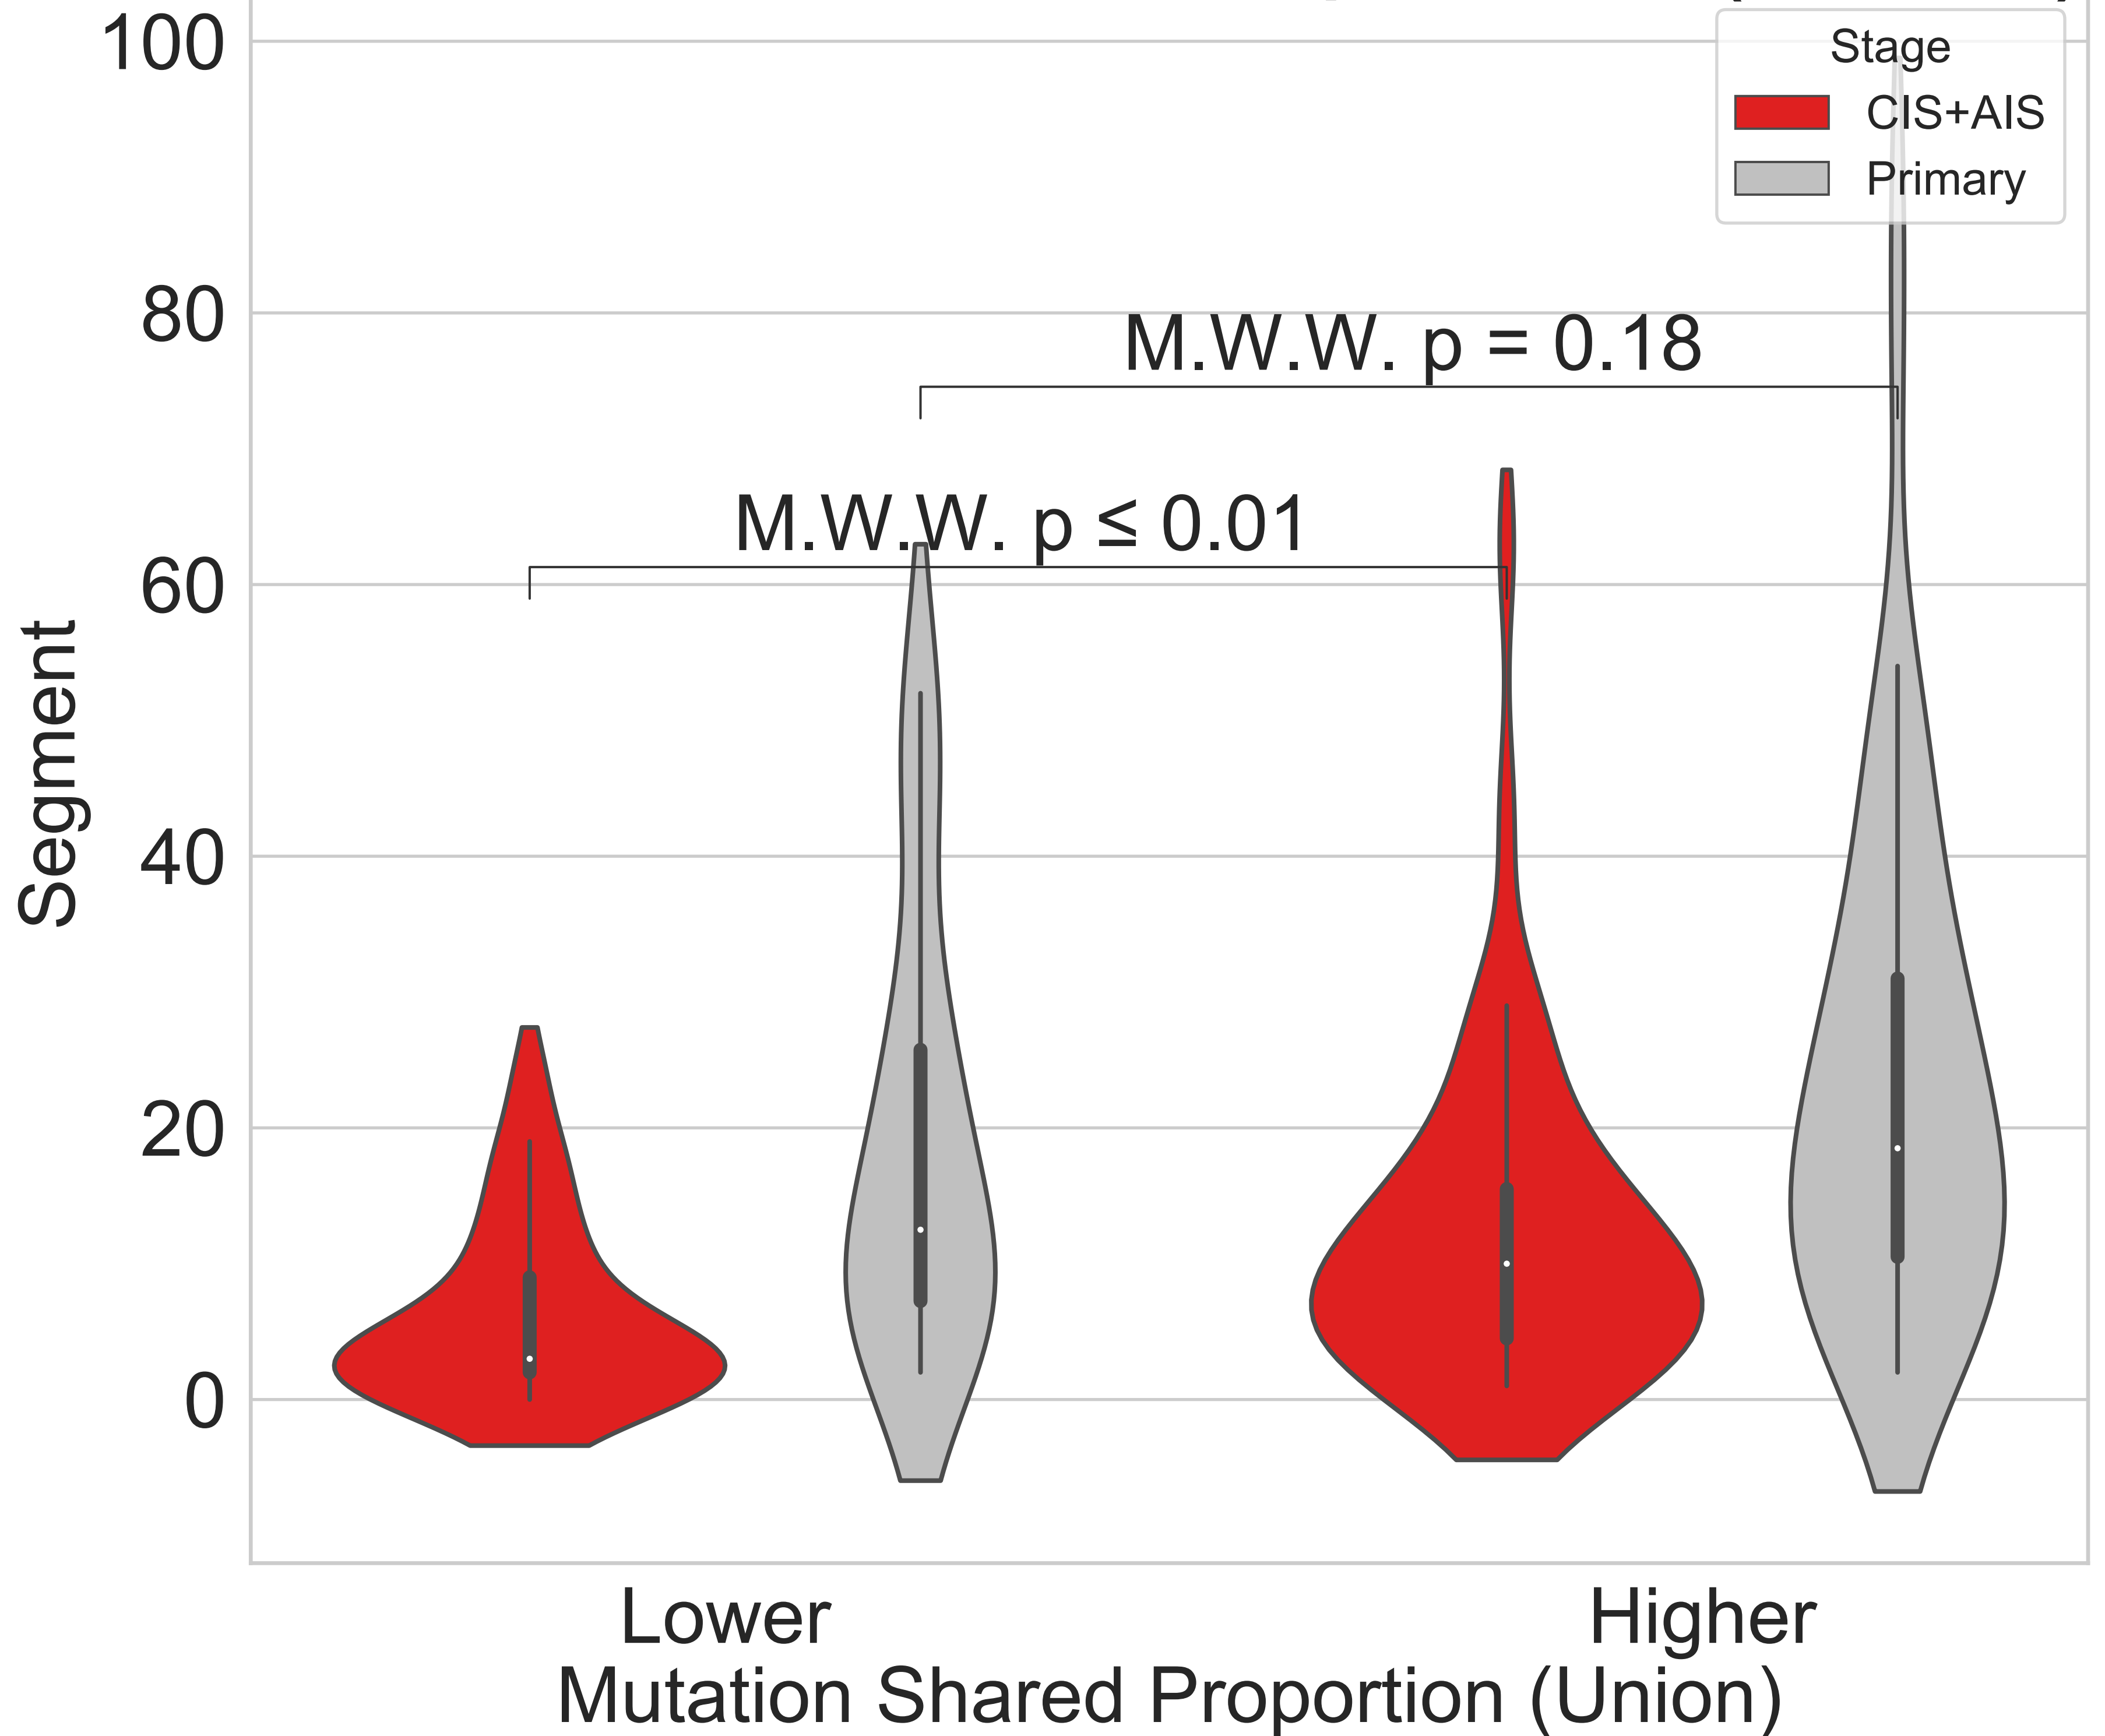 100
80
60
40
20
0
Segment
Stage
CIS+AIS
Primary
M.W.W. p = 0.18
M.W.W. p ≤ 0.01
Lower
Higher
Mutation Shared Proportion (Union)